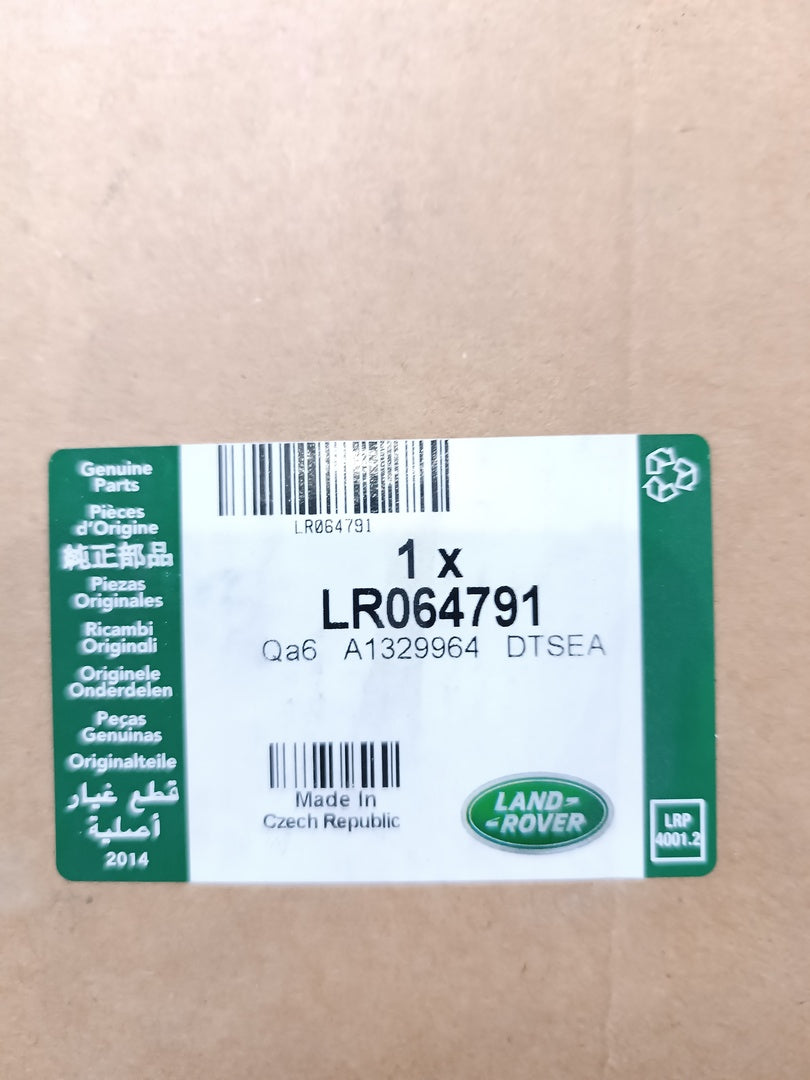 Genuine
Parts
Pièces
d'Origine
純正部品
Piezas
Originales
Ricambi
Originali
Originele
Onderdelen
Peças
Genuinas
Originalteile
قطع غيار
أصلية
2014
LR064791
1 x
LR064791
Qa6 A1329964 DTSEA
Made In
Czech Republic
LAND-
-ROVER
LRP
4001.2